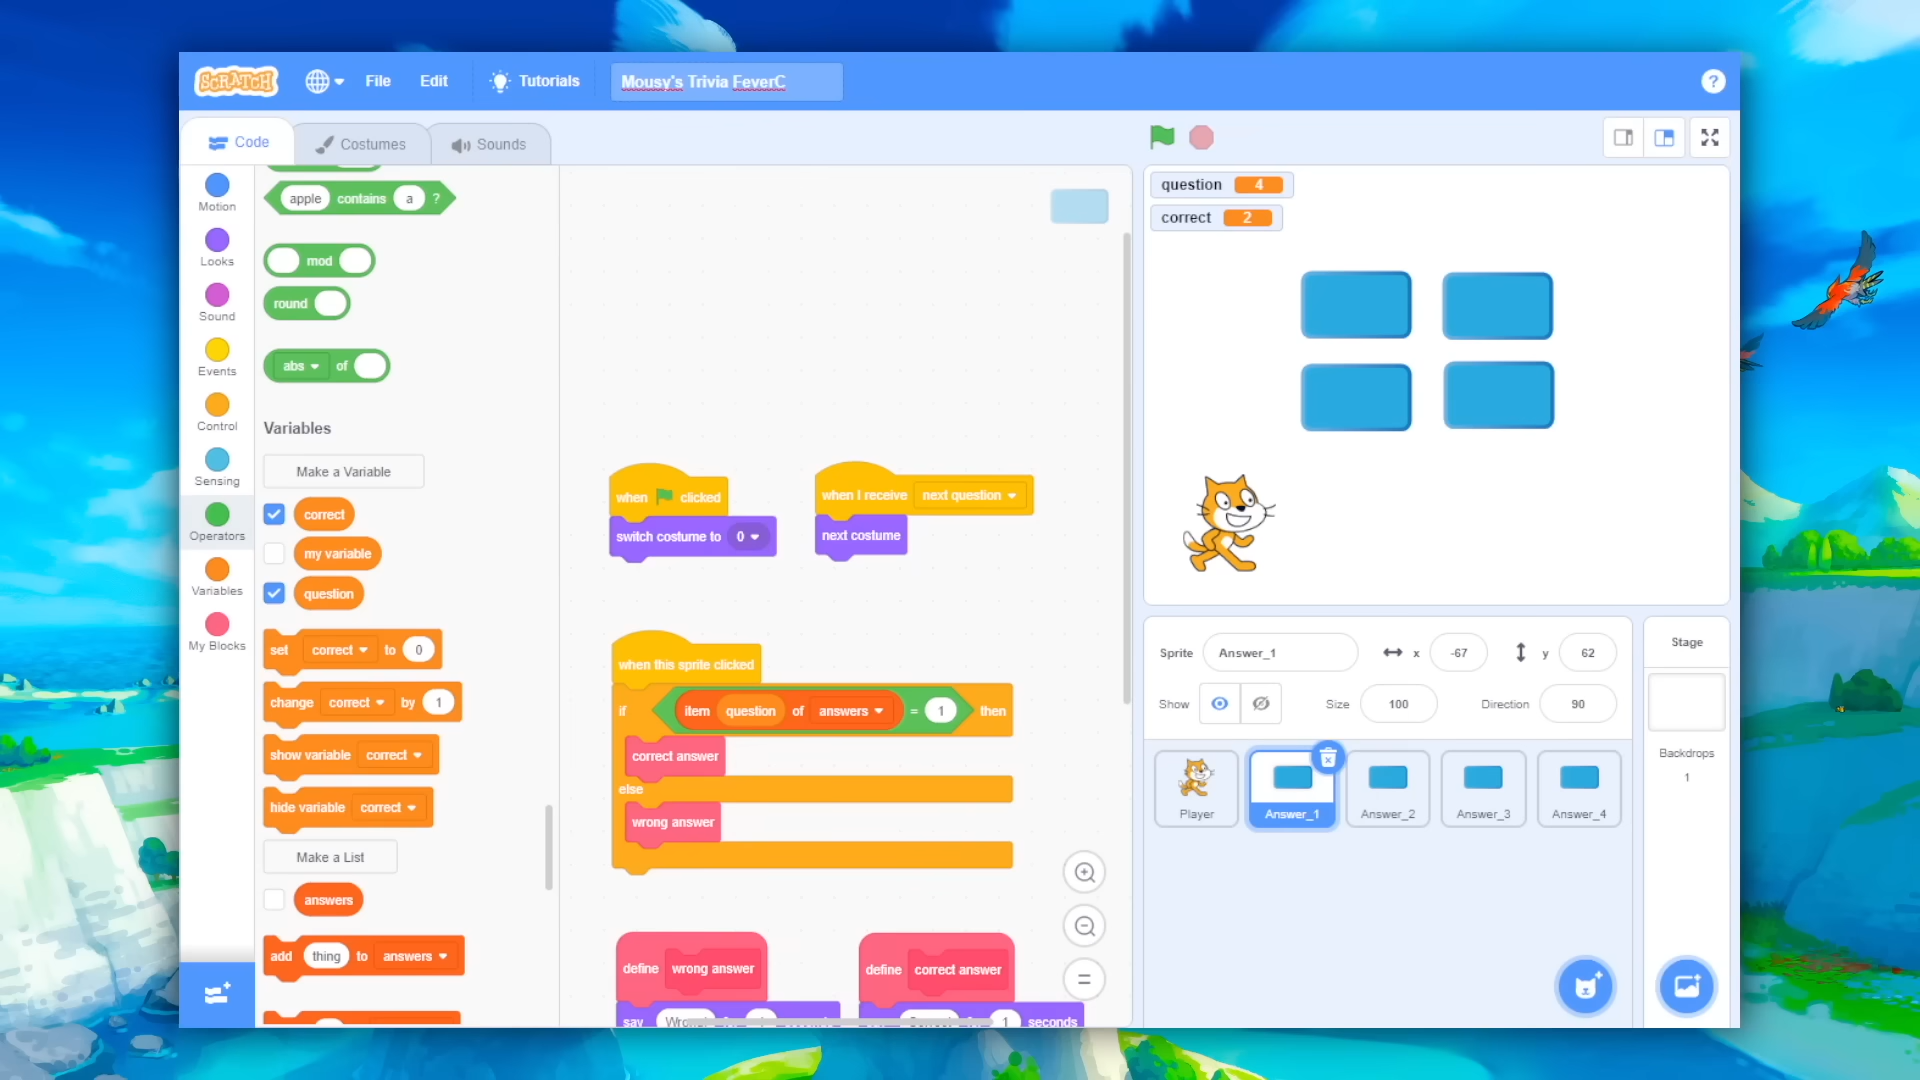 SCRATCH
File
Edit
Tutorials
Mousy's Trivia FeverC
?
Code
Costumes
Sounds
Motion
Looks
Sound
Events
Control
Sensing
Operators
Variables
My Blocks
apple contains a ?
mod
round
abs of
Variables
Make a Variable
correct
my variable
question
set correct to 0
change correct by 1
show variable correct
hide variable correct
Make a List
answers
add thing to answers
when clicked
switch costume to 0
when I receive next question
next costume
when this sprite clicked
if item question of answers = 1 then
correct answer
else
wrong answer
define wrong answer
say
define correct answer
1 seconds
question 4
correct 2
Sprite Answer_1 x -67 y 62
Show Size 100 Direction 90
Player
Answer_1
Answer_2
Answer_3
Answer_4
Stage
Backdrops
1